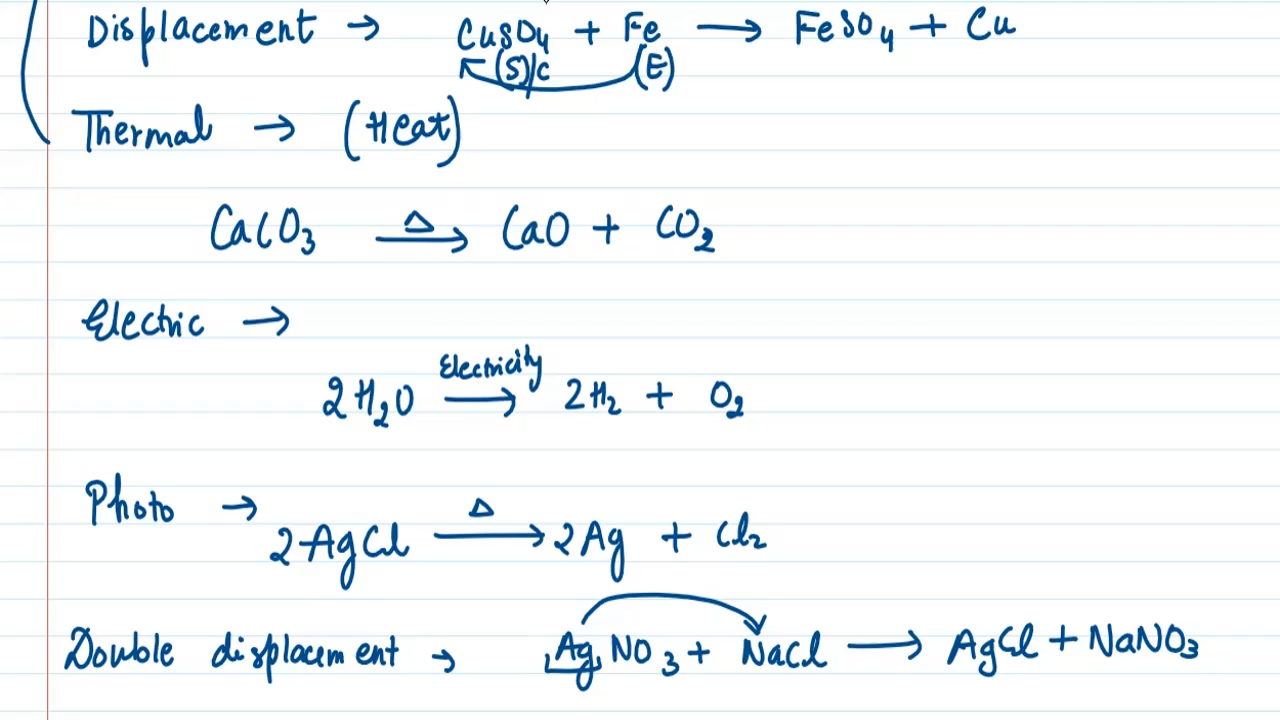 Displacement → CuSO4 + Fe ⟶ FeSO4 + Cu
(S)/c (E)
Thermal → (Heat)
Δ
CaCO3 ⟶ CaO + CO2
Electric →
Electricity
2H2O ⟶ 2H2 + O2
Photo →
Δ
2AgCl ⟶ 2Ag + Cl2
Double displacement → AgNO3 + NaCl ⟶ AgCl + NaNO3